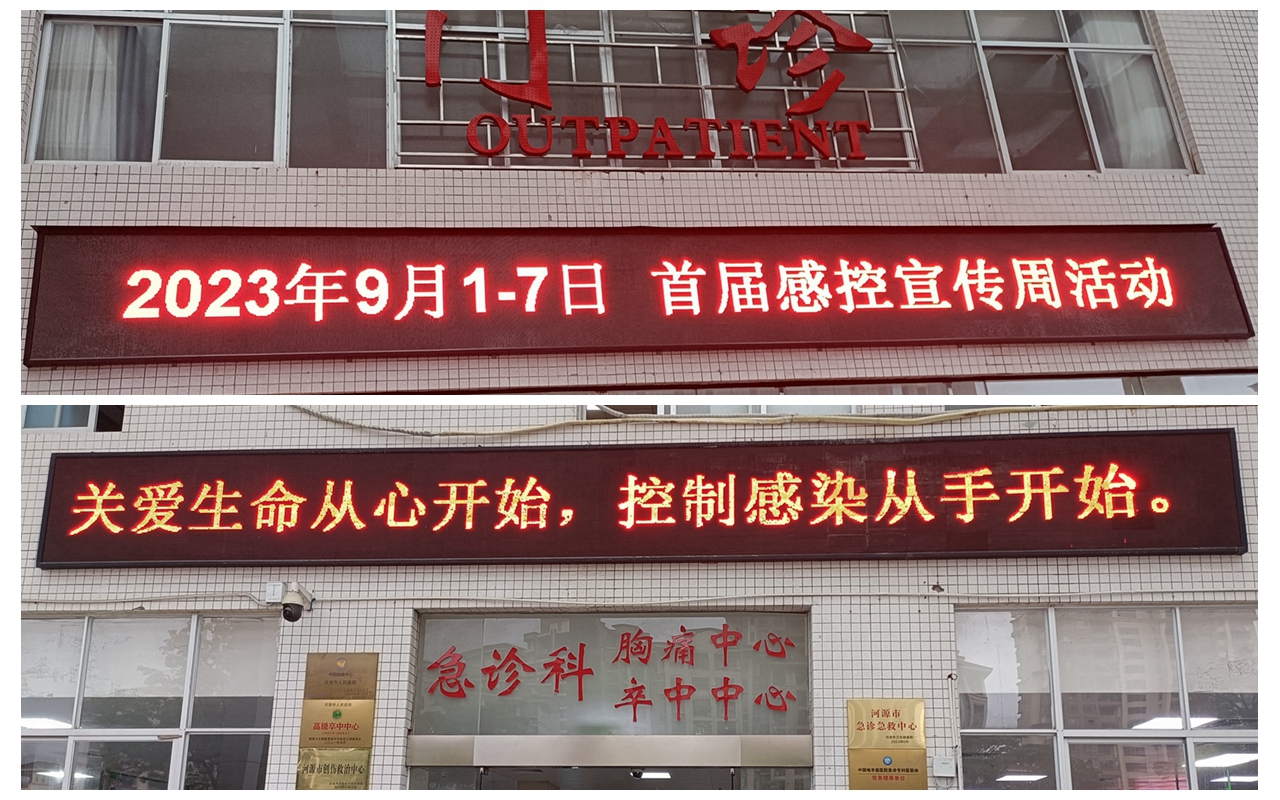 门 诊
OUTPATIENT
2023年9月1-7日 首届感控宣传周活动
关爱生命从心开始，控制感染从手开始。
急诊科
胸痛中心
卒中中心
高级卒中中心
河源市创伤救治中心
河源市
急诊急救中心